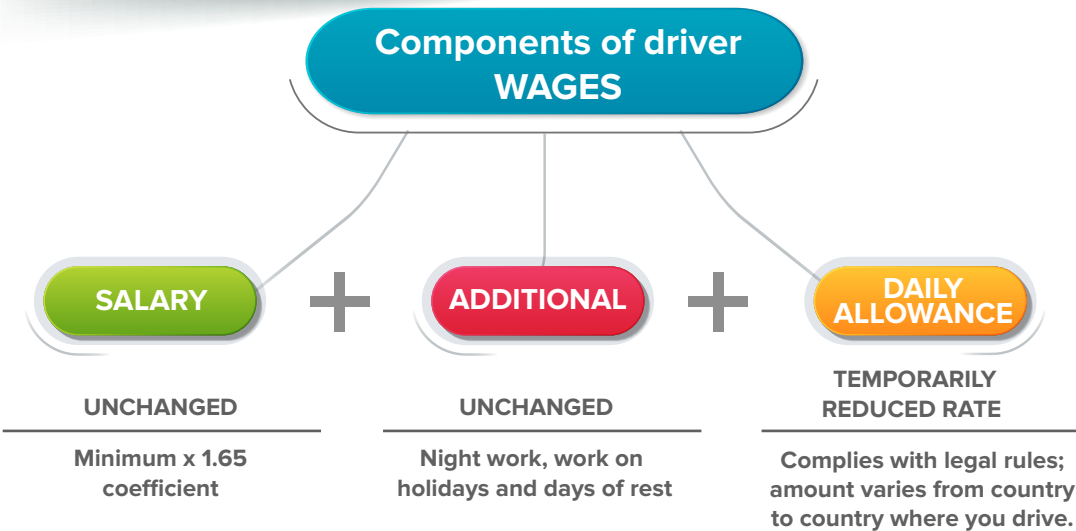 Components of driver
WAGES
SALARY
+
ADDITIONAL
+
DAILY
ALLOWANCE
UNCHANGED
Minimum x 1.65
coefficient
UNCHANGED
Night work, work on
holidays and days of rest
TEMPORARILY
REDUCED RATE
Complies with legal rules;
amount varies from country
to country where you drive.